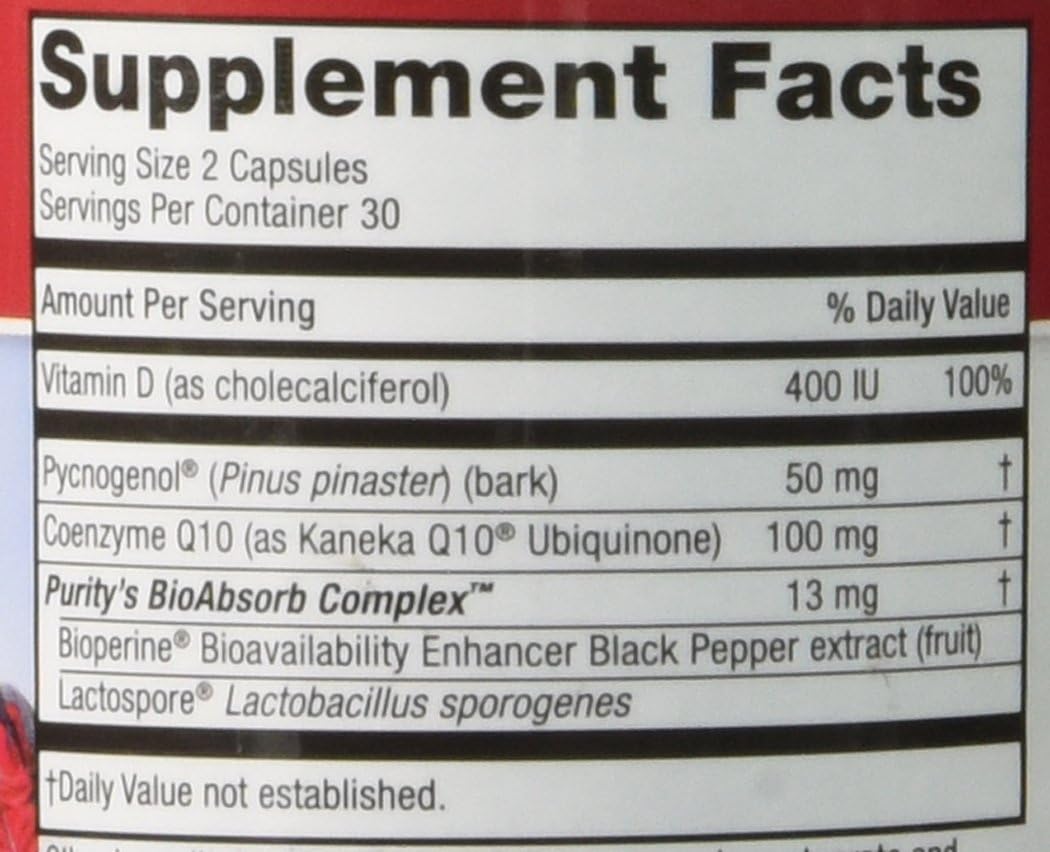 Supplement Facts
Serving Size 2 Capsules
Servings Per Container 30
Amount Per Serving % Daily Value
Vitamin D (as cholecalciferol) 400 IU 100%
Pycnogenol® (Pinus pinaster) (bark) 50 mg †
Coenzyme Q10 (as Kaneka Q10® Ubiquinone) 100 mg †
Purity's BioAbsorb Complex™ 13 mg †
Bioperine® Bioavailability Enhancer Black Pepper extract (fruit)
Lactospore® Lactobacillus sporogenes
†Daily Value not established.